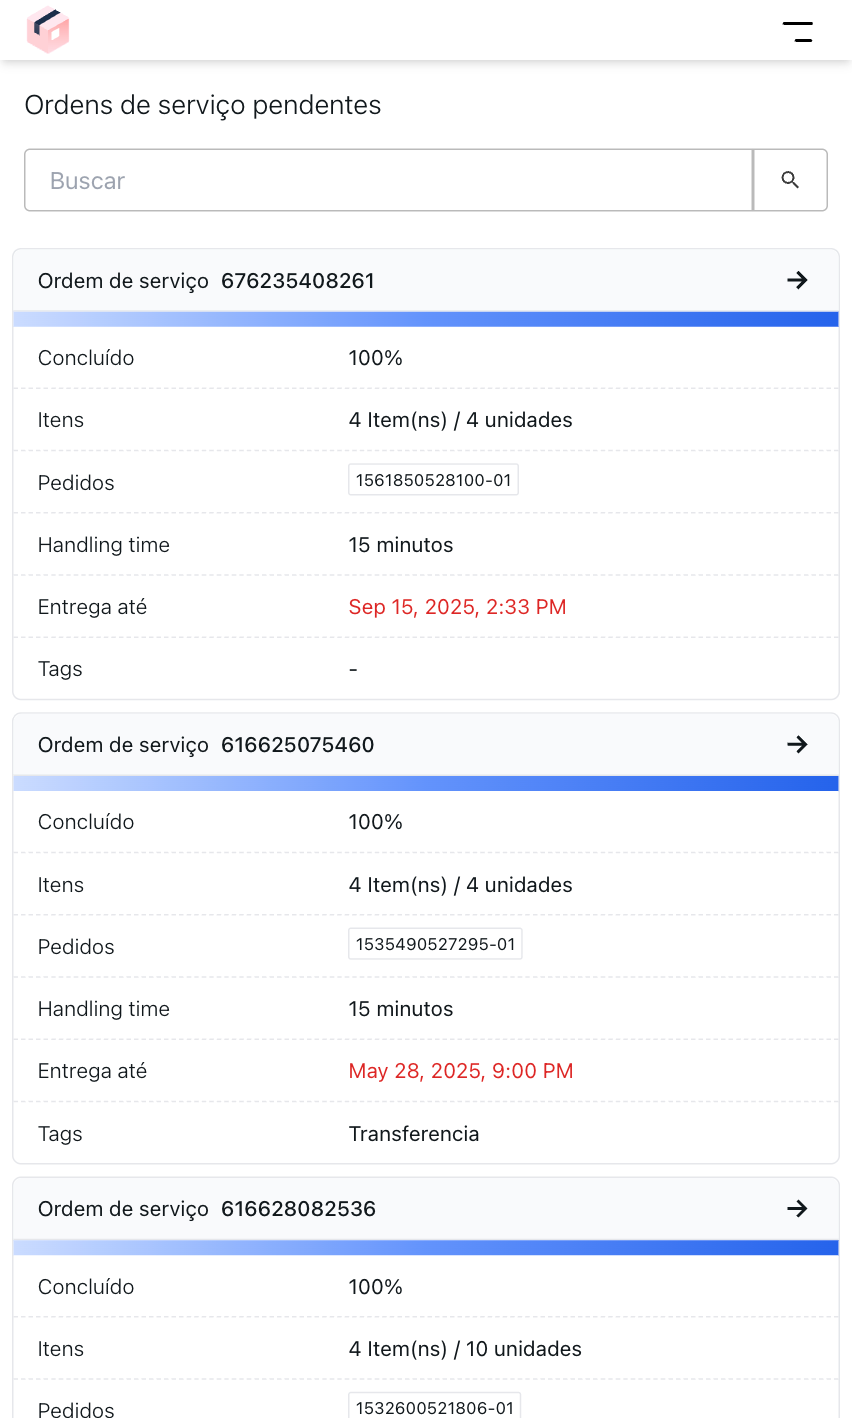 Ordens de serviço pendentes
Buscar
Ordem de serviço 676235408261
Concluído 100%
Itens 4 Item(ns) / 4 unidades
Pedidos 1561850528100-01
Handling time 15 minutos
Entrega até Sep 15, 2025, 2:33 PM
Tags -
Ordem de serviço 616625075460
Concluído 100%
Itens 4 Item(ns) / 4 unidades
Pedidos 1535490527295-01
Handling time 15 minutos
Entrega até May 28, 2025, 9:00 PM
Tags Transferencia
Ordem de serviço 616628082536
Concluído 100%
Itens 4 Item(ns) / 10 unidades
Pedidos 1532600521806-01